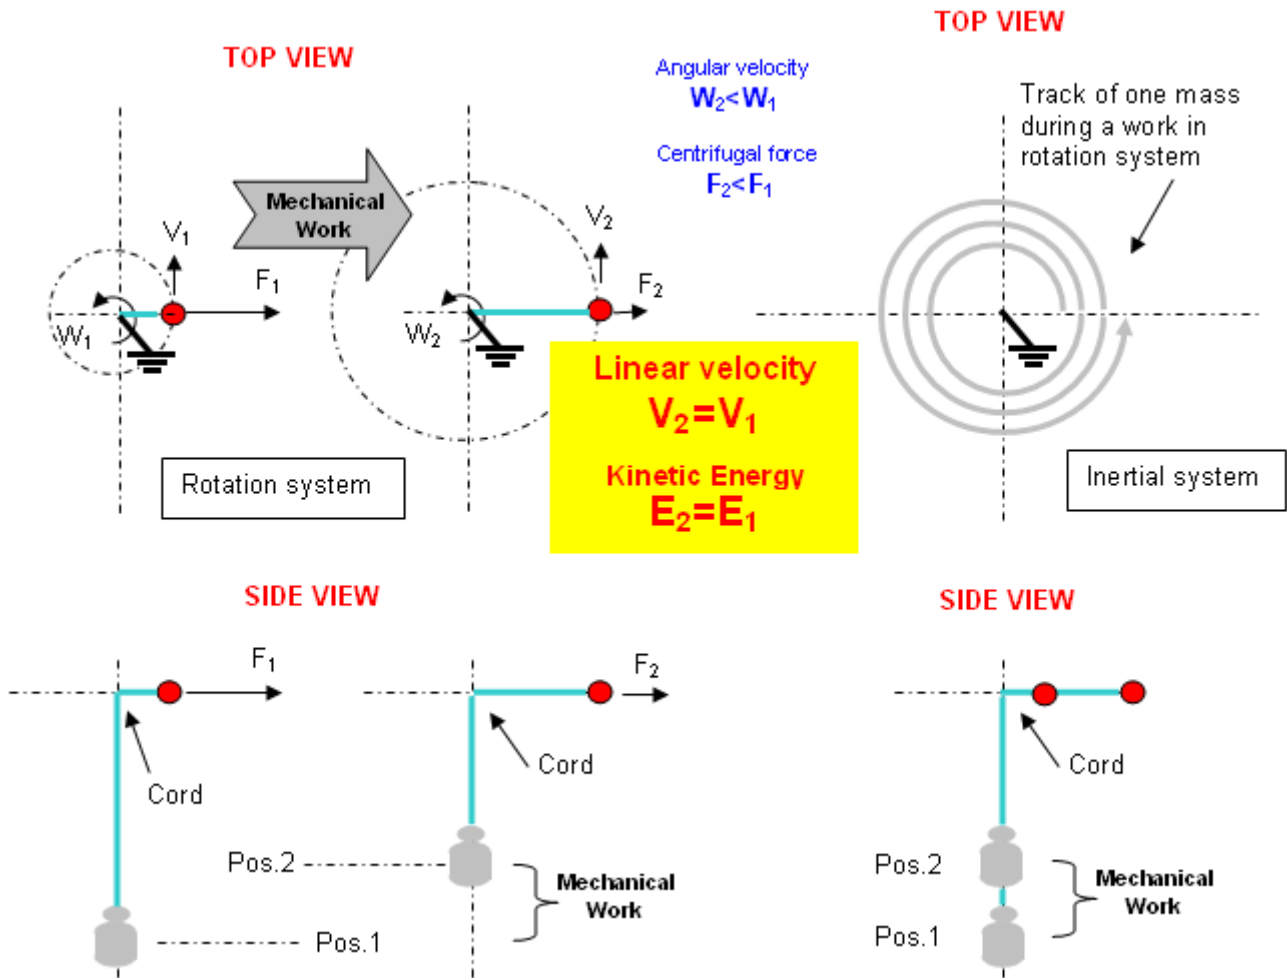 TOP VIEW
TOP VIEW
Angular velocity
W₂<W₁
Centrifugal force
F₂<F₁
Track of one mass
during a work in
rotation system
Mechanical
Work
V₁
F₁
W₁
V₂
F₂
W₂
Linear velocity
V₂=V₁
Kinetic Energy
E₂=E₁
Rotation system
Inertial system
SIDE VIEW
SIDE VIEW
F₁
F₂
Cord
Cord
Cord
Pos.2
Pos.1
Mechanical
Work
Pos.2
Pos.1
Mechanical
Work